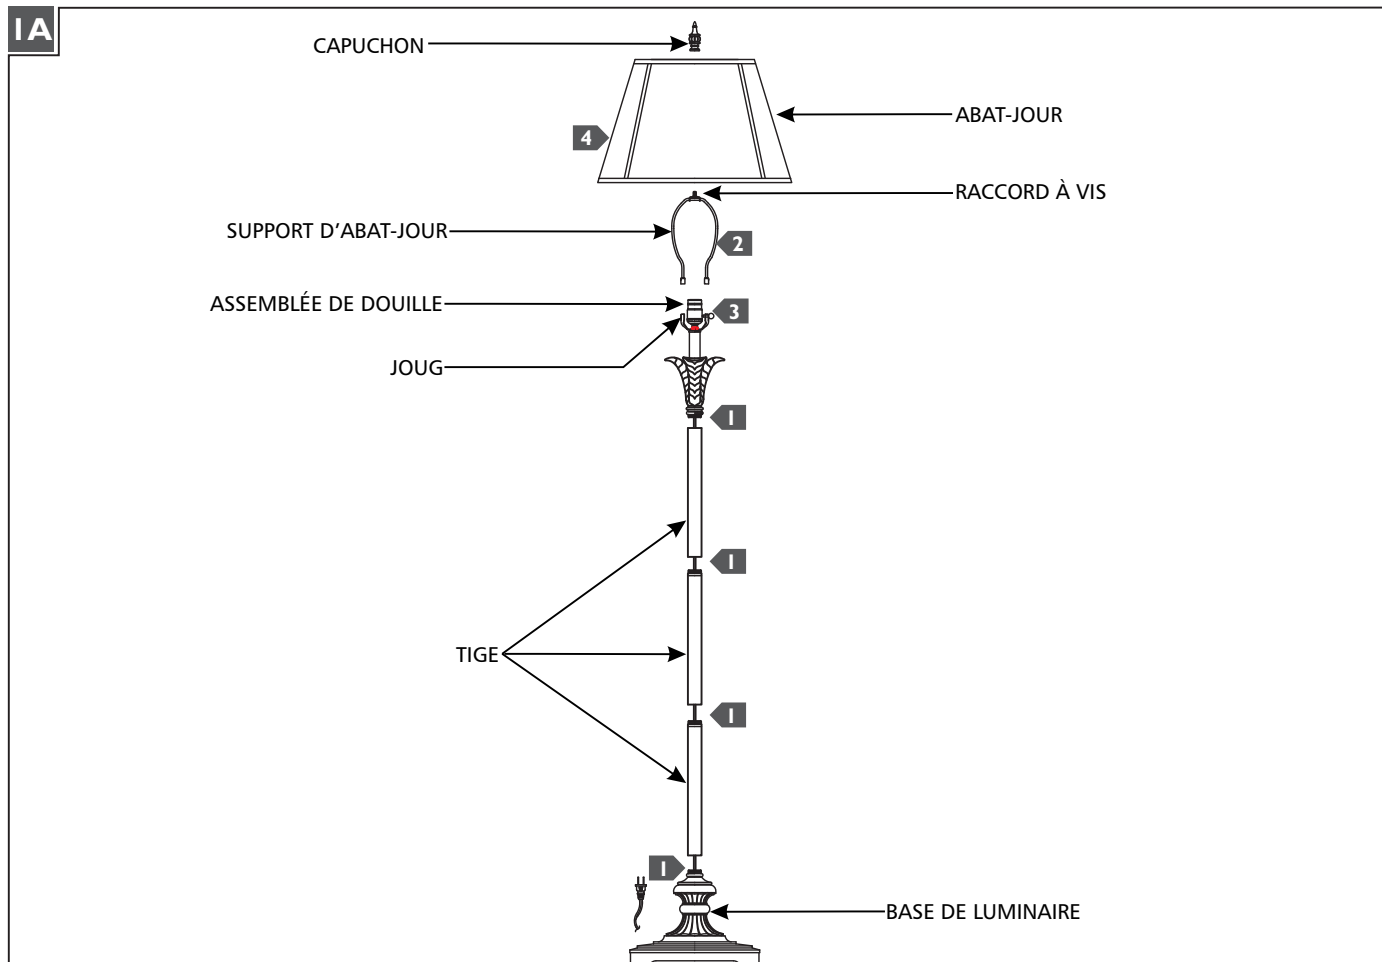 1A
CAPUCHON
ABAT-JOUR
4
RACCORD À VIS
SUPPORT D’ABAT-JOUR
2
ASSEMBLÉE DE DOUILLE
3
JOUG
1
1
TIGE
1
1
BASE DE LUMINAIRE